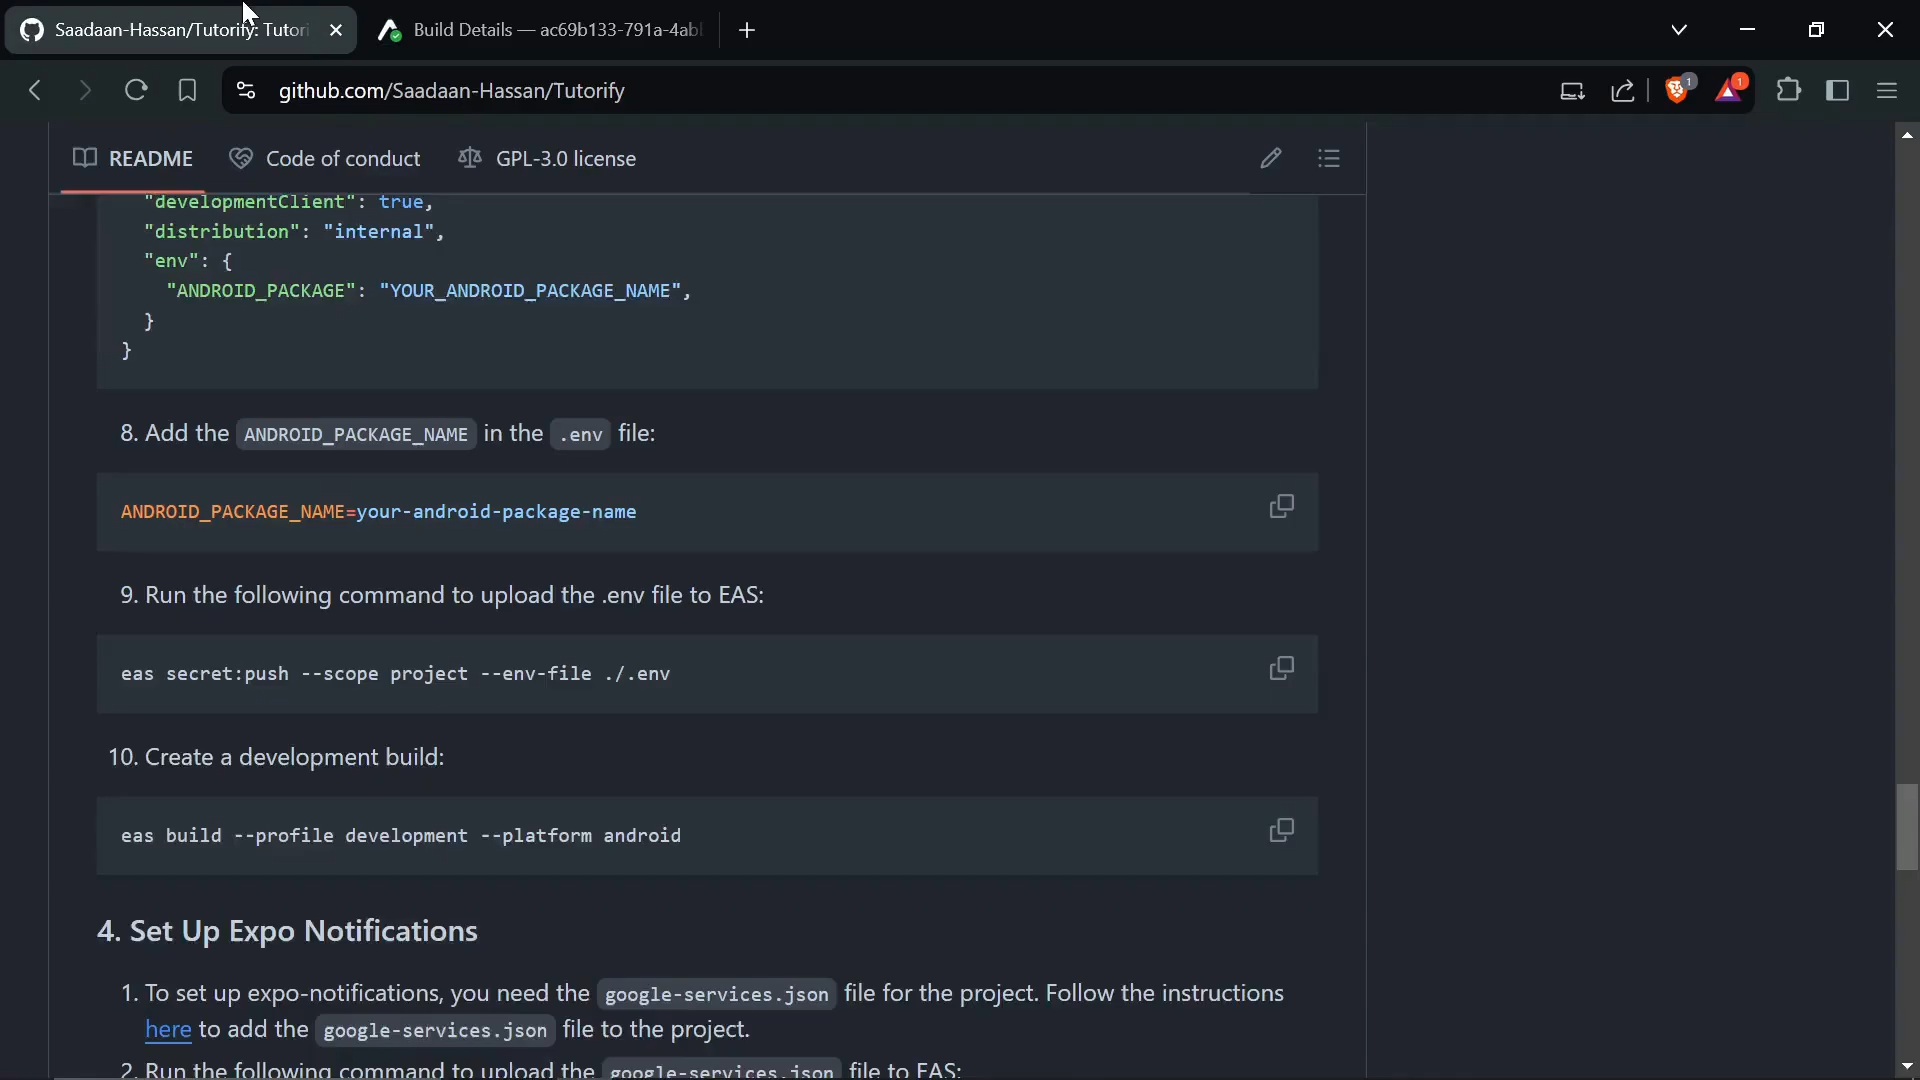 Saadaan-Hassan/Tutorify: Tutori
Build Details — ac69b133-791a-4abl
github.com/Saadaan-Hassan/Tutorify
1
1
README
Code of conduct
GPL-3.0 license
"developmentClient": true,
"distribution": "internal",
"env": {
"ANDROID_PACKAGE": "YOUR_ANDROID_PACKAGE_NAME",
}
}
8. Add the ANDROID_PACKAGE_NAME in the .env file:
ANDROID_PACKAGE_NAME=your-android-package-name
9. Run the following command to upload the .env file to EAS:
eas secret:push --scope project --env-file ./.env
10. Create a development build:
eas build --profile development --platform android
4. Set Up Expo Notifications
1. To set up expo-notifications, you need the google-services.json file for the project. Follow the instructions
here to add the google-services.json file to the project.
2. Run the following command to upload the google-services.json file to EAS: